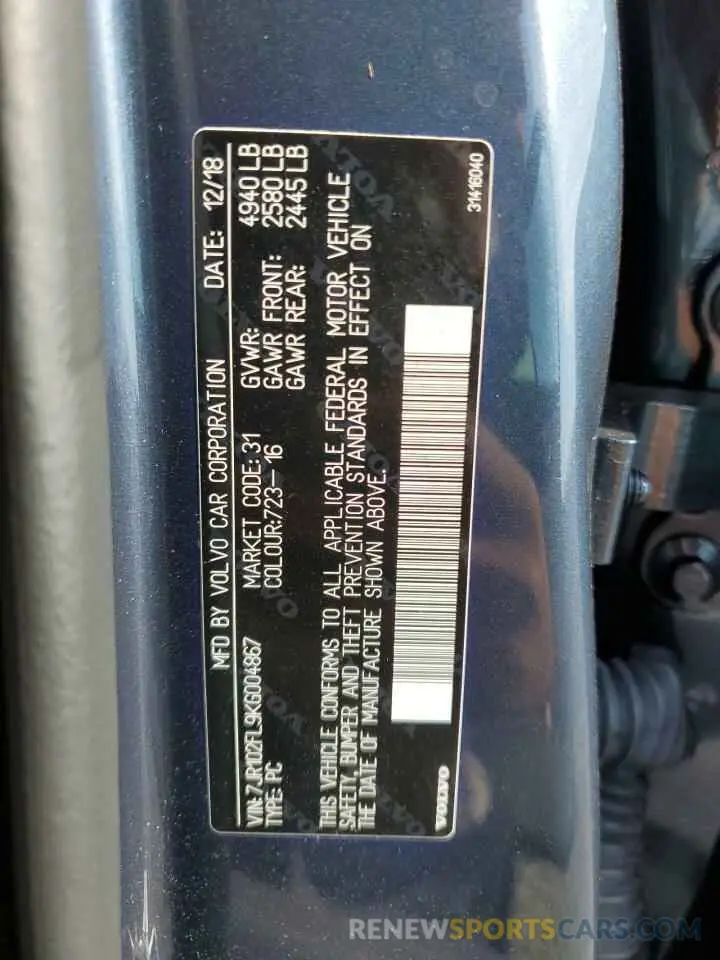 MFD BY VOLVO CAR CORPORATION DATE: 12/18
VIN: 7JR102FL9KG004867 MARKET CODE: 31 GVWR: 4940 LB
TYPE: PC COLOUR:723-16 GAWR FRONT: 2580 LB
GAWR REAR: 2445 LB
THIS VEHICLE CONFORMS TO ALL APPLICABLE FEDERAL MOTOR VEHICLE
SAFETY, BUMPER AND THEFT PREVENTION STANDARDS IN EFFECT ON
THE DATE OF MANUFACTURE SHOWN ABOVE.
VOLVO
31416040
RENEWSPORTSCARS.COM